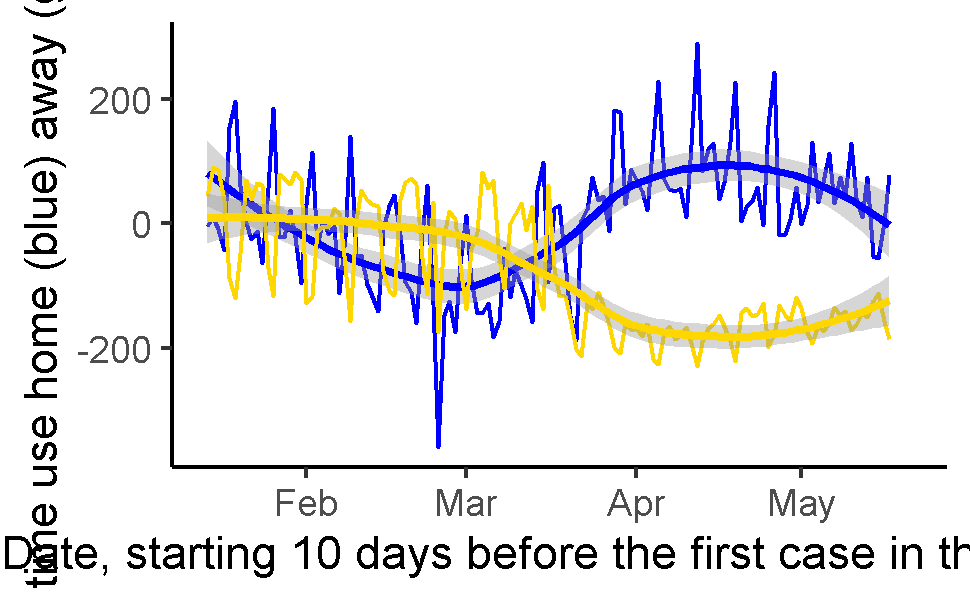 time use home (blue) away (
200
0
-200
Feb Mar Apr May
Date, starting 10 days before the first case in th